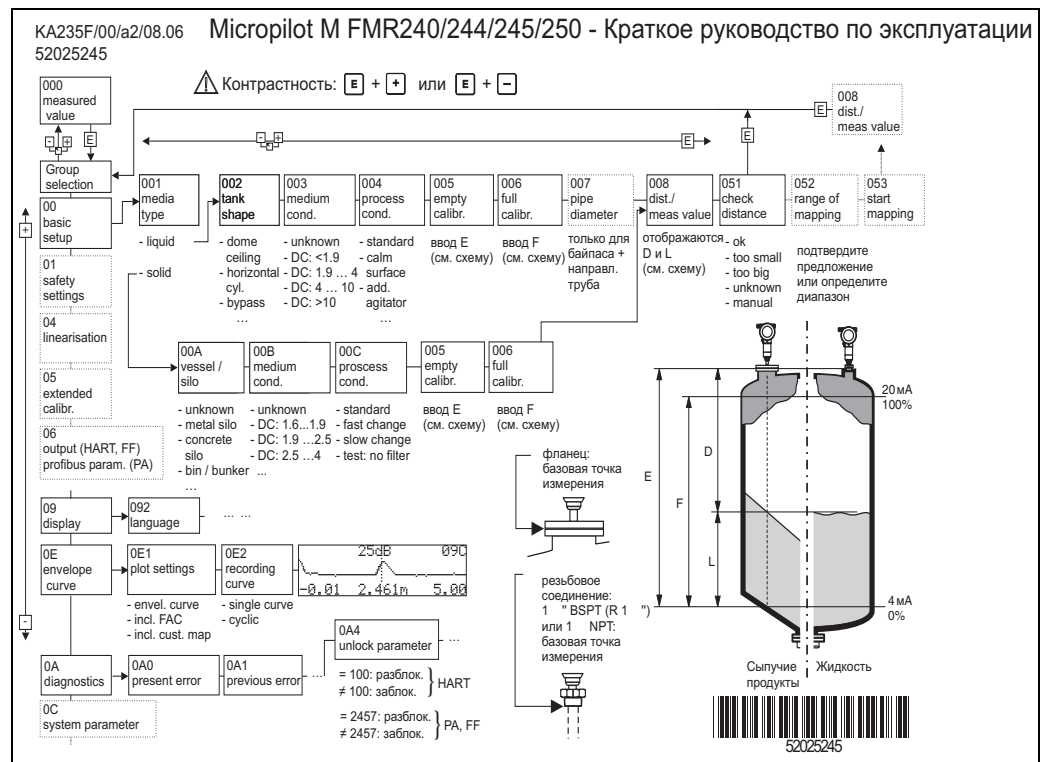 KA235F/00/a2/08.06
52025245
Micropilot M FMR240/244/245/250 - Краткое руководство по эксплуатации
Контрастность: E + + или E + -
000
measured
value
- +
E
Group
selection
E
008
dist./
meas value
- +
E
E
00
basic
setup
001
media
type
- liquid
- solid
002
tank
shape
- dome
ceiling
- horizontal
cyl.
- bypass
…
003
medium
cond.
- unknown
- DC: <1.9
- DC: 1.9 … 4
- DC: 4 … 10
- DC: >10
004
process
cond.
- standard
- calm
surface
- add.
agitator
…
005
empty
calibr.
ввод E
(см. схему)
006
full
calibr.
ввод F
(см. схему)
007
pipe
diameter
только для
байпаса +
направл.
труба
008
dist./
meas value
отображаются
D и L
(см. схему)
051
check
distance
- ok
- too small
- too big
- unknown
- manual
052
range of
mapping
053
start
mapping
подтвердите
предложение
или определите
диапазон
+
-
01
safety
settings
04
linearisation
05
extended
calibr.
06
output (HART, FF)
profibus param. (PA)
00A
vessel /
silo
- unknown
- metal silo
- concrete
silo
- bin / bunker
…
00B
medium
cond.
- unknown
- DC: 1.6...1.9
- DC: 1.9 …2.5
- DC: 2.5 …4
...
00C
proscess
cond.
- standard
- fast change
- slow change
- test: no filter
005
empty
calibr.
ввод E
(см. схему)
006
full
calibr.
ввод F
(см. схему)
09
display
092
language
… …
0E
envelope
curve
0E1
plot settings
- envel. curve
- incl. FAC
- incl. cust. map
0E2
recording
curve
- single curve
- cyclic
25dB 09C
-0.01 2.461m 5.00
0A
diagnostics
0A0
present error
0A1
previous error
…
0A4
unlock parameter
…
= 100: разблок.
≠ 100: заблок.
HART
= 2457: разблок.
≠ 2457: заблок.
PA, FF
0C
system parameter
фланец:
базовая точка
измерения
резьбовое
соединение:
1 " BSPT (R 1 ")
или 1 NPT:
базовая точка
измерения
20 мА
100%
D
E
F
L
4 мА
0%
Сыпучие
продукты
Жидкость
52025245